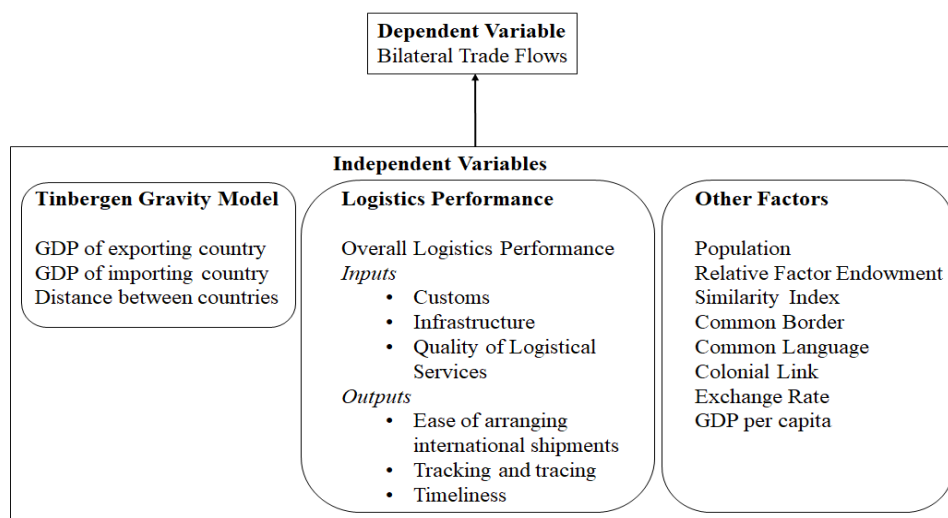 Dependent Variable
Bilateral Trade Flows
Independent Variables
Tinbergen Gravity Model
GDP of exporting country
GDP of importing country
Distance between countries
Logistics Performance
Overall Logistics Performance
Inputs
• Customs
• Infrastructure
• Quality of Logistical
Services
Outputs
• Ease of arranging
international shipments
• Tracking and tracing
• Timeliness
Other Factors
Population
Relative Factor Endowment
Similarity Index
Common Border
Common Language
Colonial Link
Exchange Rate
GDP per capita